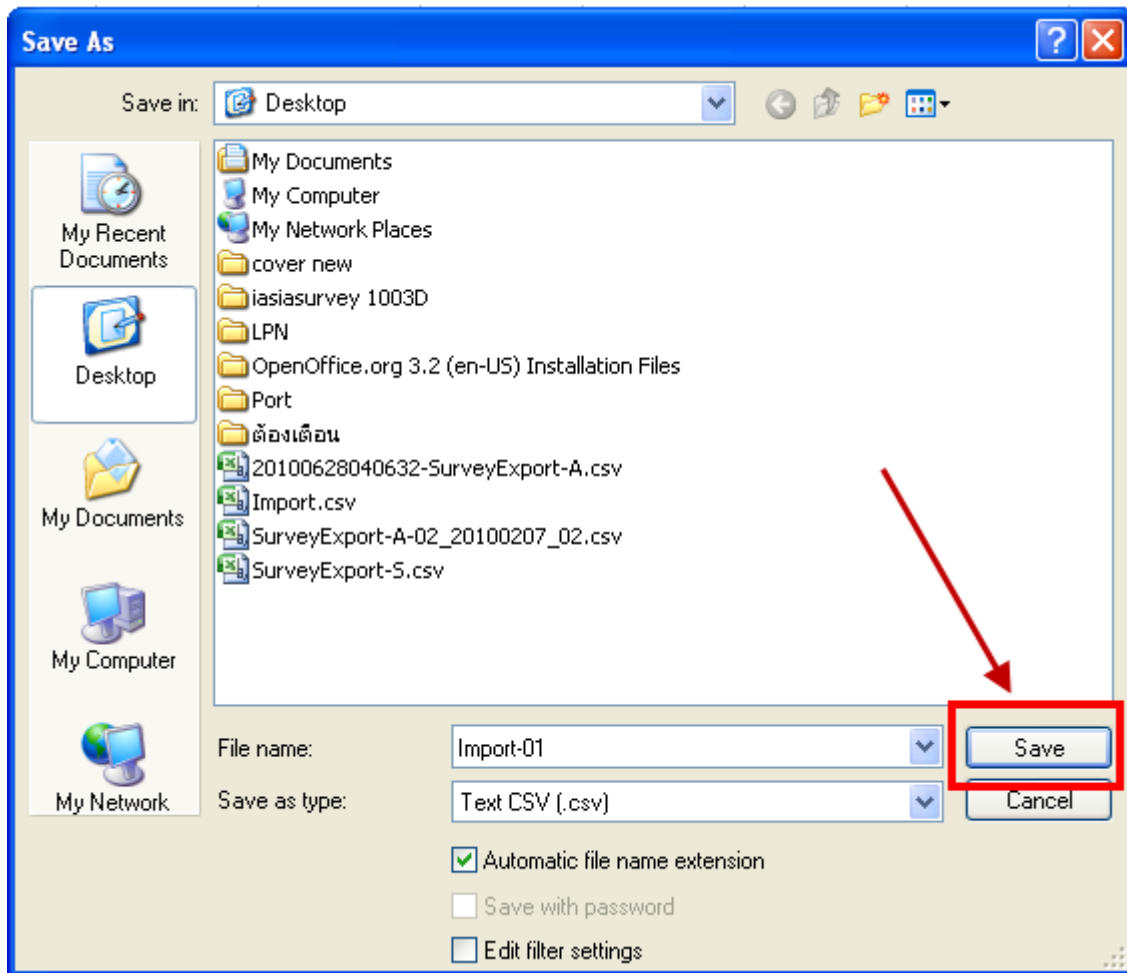 Save As
Save in:
Desktop
My Recent
Documents
Desktop
My Documents
My Computer
My Network
My Documents
My Computer
My Network Places
cover new
iasiasurvey 1003D
LPN
OpenOffice.org 3.2 (en-US) Installation Files
Port
ต้องเตือน
20100628040632-SurveyExport-A.csv
Import.csv
SurveyExport-A-02_20100207_02.csv
SurveyExport-S.csv
File name:
Import-01
Save
Save as type:
Text CSV (.csv)
Cancel
Automatic file name extension
Save with password
Edit filter settings